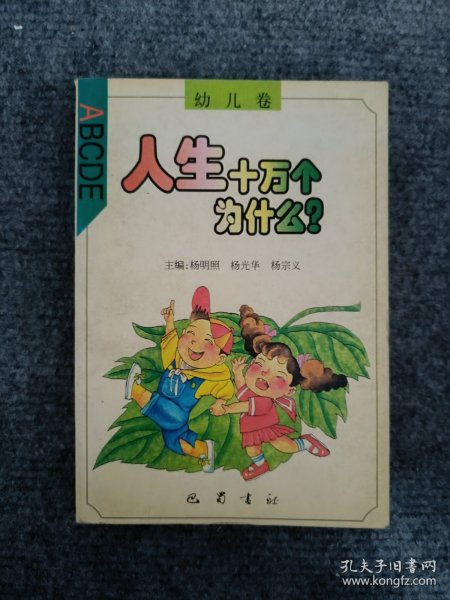 幼儿卷
ABCDE
人生十万个
为什么?
主编:杨明照 杨光华 杨宗义
巴蜀书社
孔夫子旧书网
www.kongfz.com